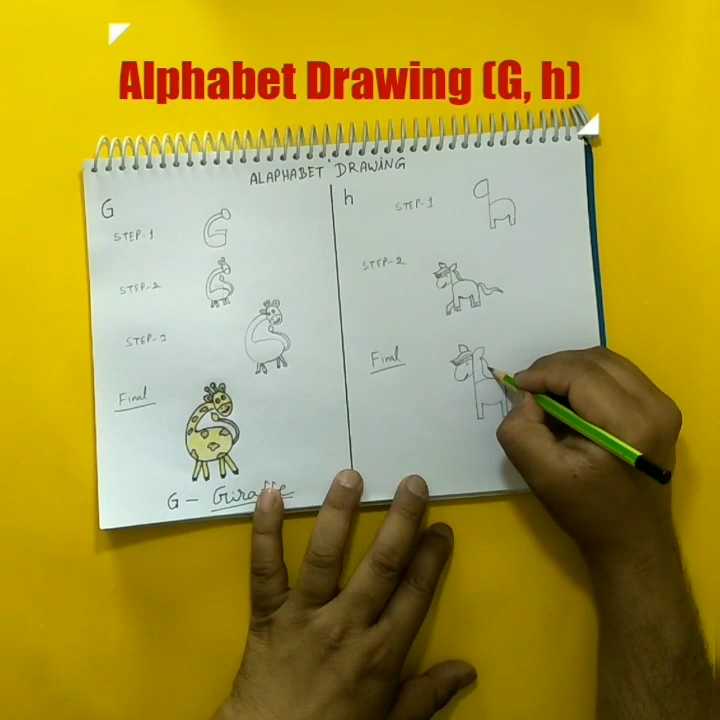 Alphabet Drawing (G, h)
ALAPHABET DRAWING
G
STEP-1
STEP-2
STEP-3
Final
G - Giraffe
h
STEP-1
STEP-2
Final